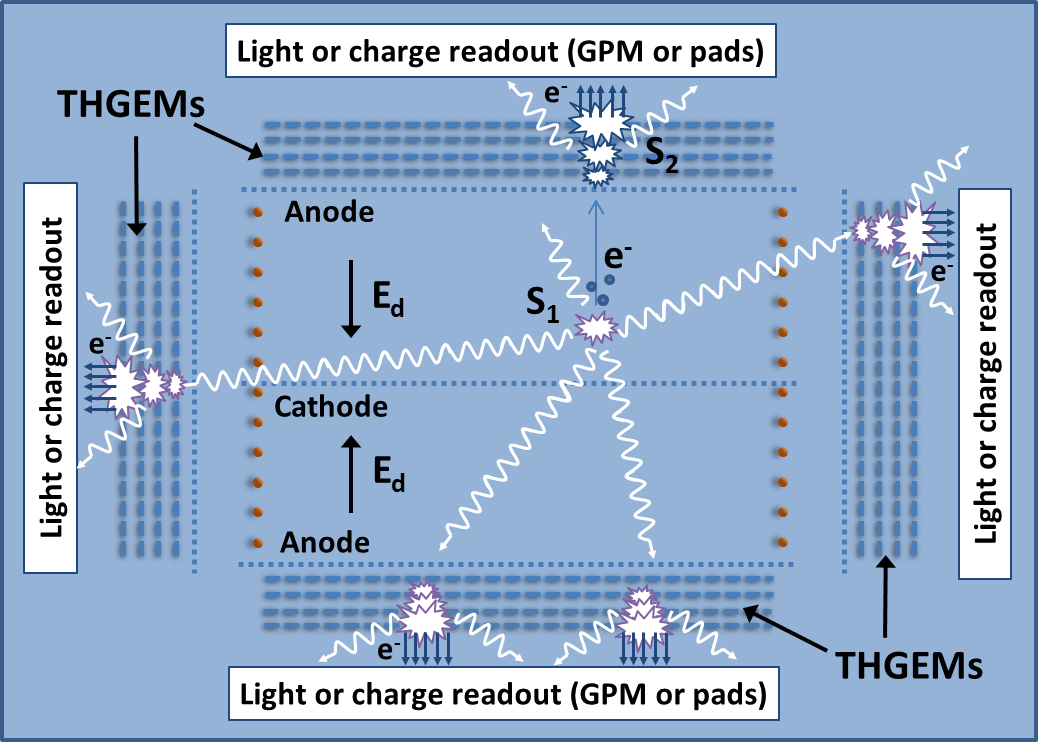 Light or charge readout (GPM or pads)
THGEMs
e-
S2
Anode
e-
Ed
S1
e-
e-
Light or charge readout
Light or charge readout
Cathode
Ed
Anode
e-
THGEMs
Light or charge readout (GPM or pads)